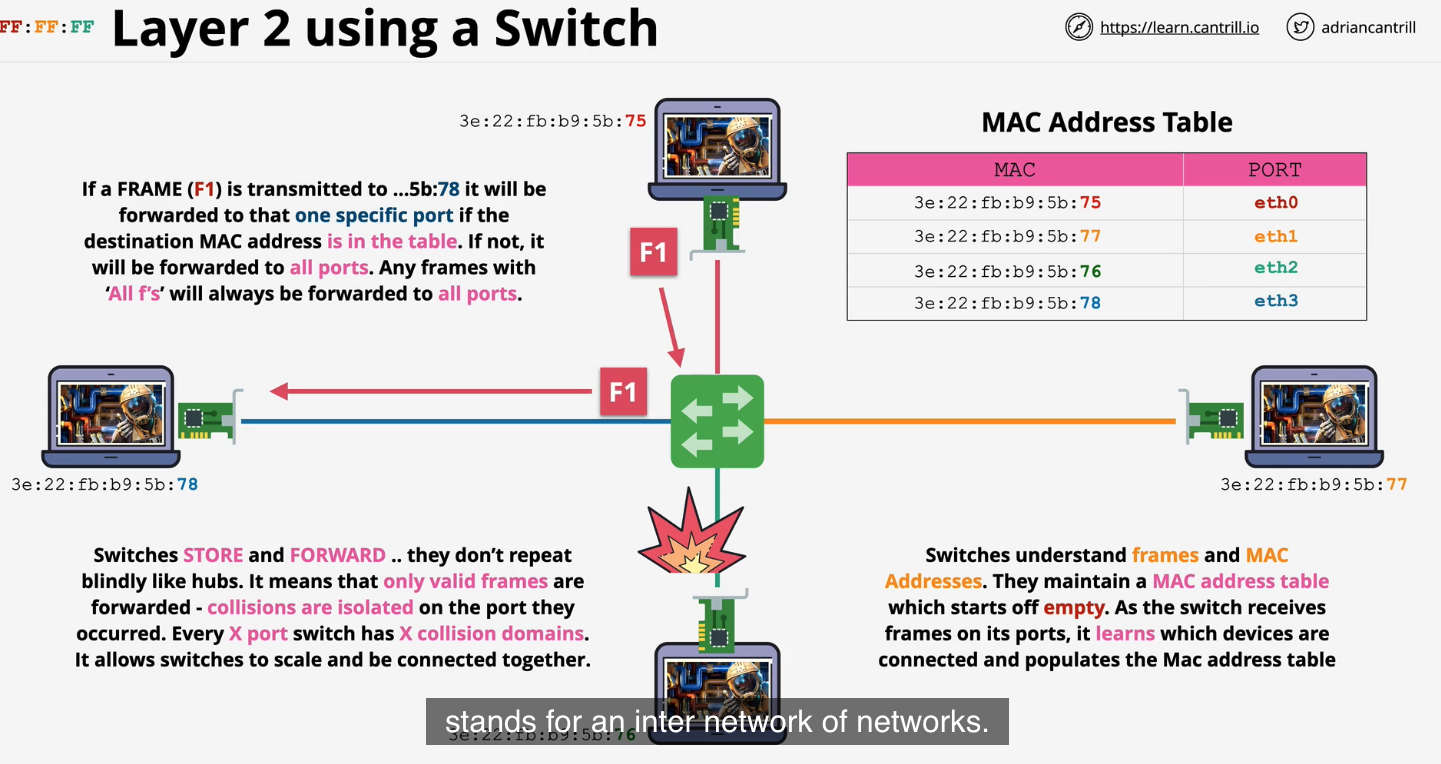 FF:FF:FF
Layer 2 using a Switch
https://learn.cantrill.io
adriancantrill
3e:22:fb:b9:5b:75
MAC Address Table
MAC PORT
3e:22:fb:b9:5b:75 eth0
3e:22:fb:b9:5b:77 eth1
3e:22:fb:b9:5b:76 eth2
3e:22:fb:b9:5b:78 eth3
If a FRAME (F1) is transmitted to ...5b:78 it will be
forwarded to that one specific port if the
destination MAC address is in the table. If not, it
will be forwarded to all ports. Any frames with
‘All f’s’ will always be forwarded to all ports.
F1
F1
3e:22:fb:b9:5b:78
3e:22:fb:b9:5b:77
Switches STORE and FORWARD .. they don’t repeat
blindly like hubs. It means that only valid frames are
forwarded - collisions are isolated on the port they
occurred. Every X port switch has X collision domains.
It allows switches to scale and be connected together.
Switches understand frames and MAC
Addresses. They maintain a MAC address table
which starts off empty. As the switch receives
frames on its ports, it learns which devices are
connected and populates the Mac address table
stands for an inter network of networks.
3e:22:fb:b9:5b:76